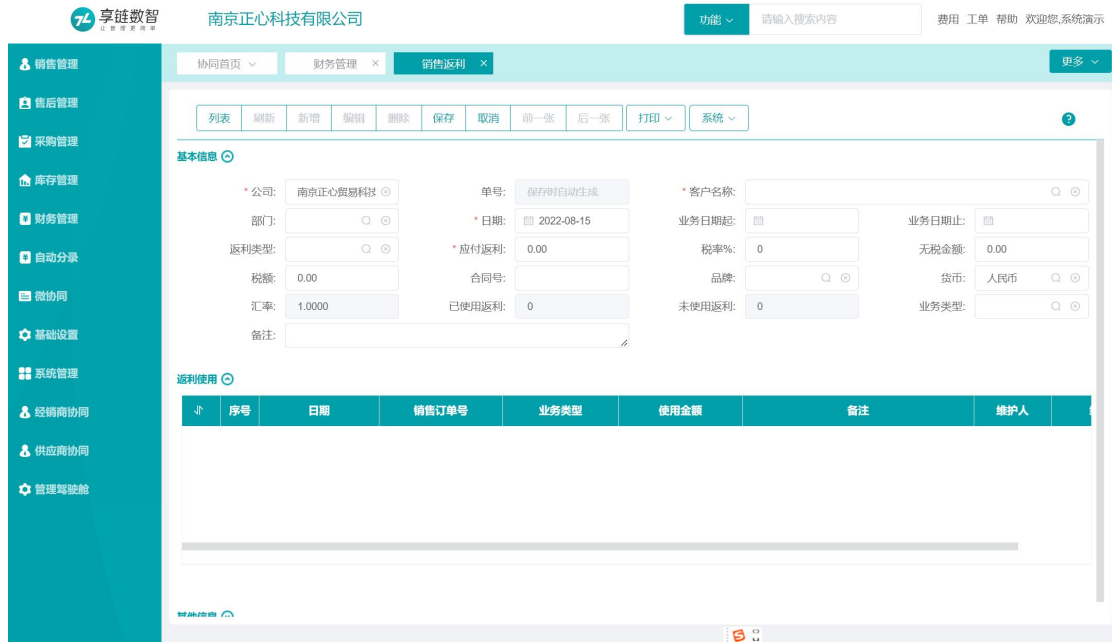 享链数智
让管理更简单
南京正心科技有限公司
功能
请输入搜索内容
费用 工单 帮助 欢迎您,系统演示
销售管理
售后管理
采购管理
库存管理
财务管理
自动分录
微协同
基础设置
系统管理
经销商协同
供应商协同
管理驾驶舱
协同首页 财务管理 × 销售返利 × 更多
列表 刷新 新增 编辑 删除 保存 取消 前一张 后一张 打印 系统
基本信息
* 公司: 南京正心贸易科技 单号: 保存时自动生成 * 客户名称:
部门: * 日期: 2022-08-15 业务日期起: 业务日期止:
返利类型: * 应付返利: 0.00 税率%: 0 无税金额: 0.00
税额: 0.00 合同号: 品牌: 货币: 人民币
汇率: 1.0000 已使用返利: 0 未使用返利: 0 业务类型:
备注:
返利使用
序号 日期 销售订单号 业务类型 使用金额 备注 维护人
其他信息